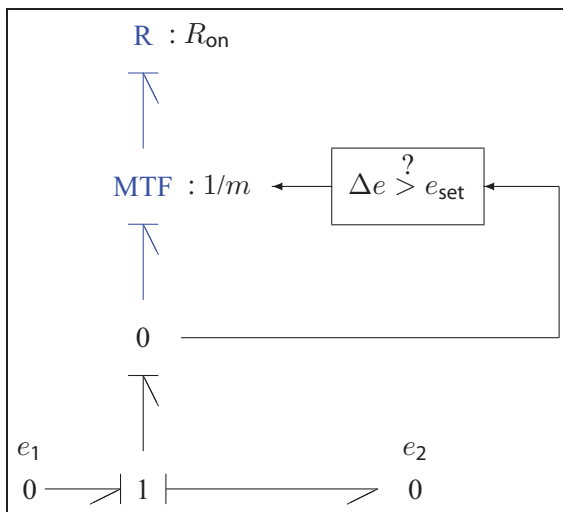 R : R_on
?
MTF : 1/m Δe > e_set
0
e_1 e_2
0 1 0